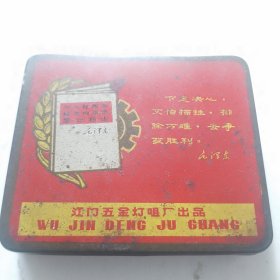 下定决心，
不怕牺牲，排
除万难，去争
取胜利。
毛泽东
江门五金灯咀厂出品
WU JIN DENG JU CHANG